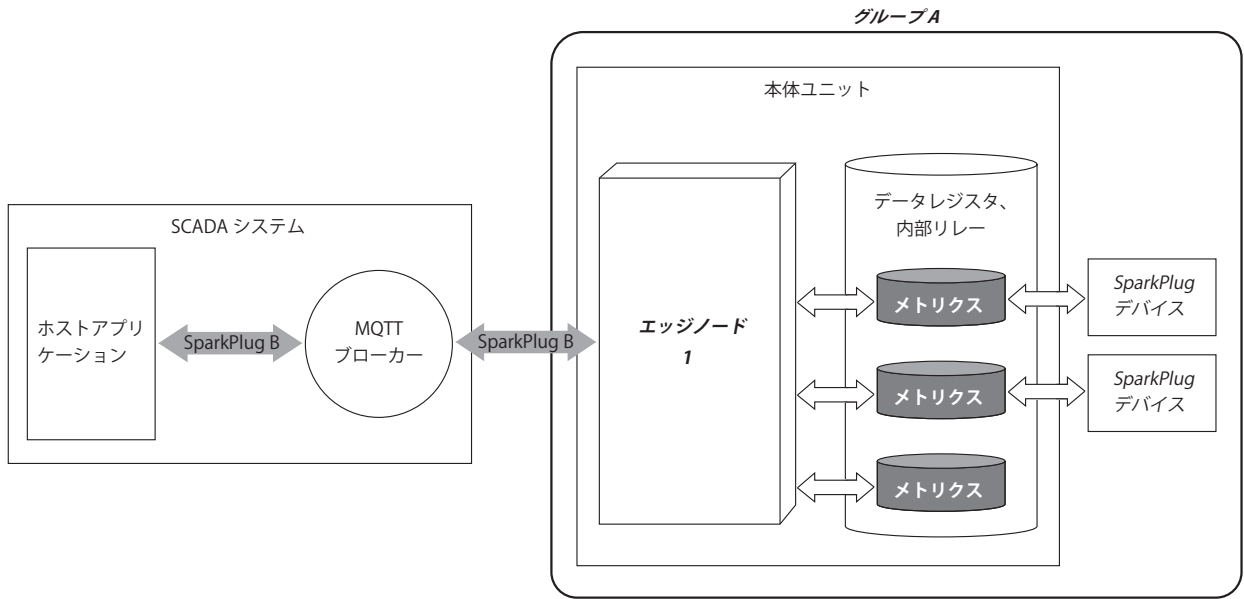 グループ A
本体ユニット
SCADA システム
ホストアプリ
ケーション
SparkPlug B
MQTT
ブローカー
SparkPlug B
エッジノード
1
データレジスタ、
内部リレー
メトリクス
メトリクス
メトリクス
SparkPlug
デバイス
SparkPlug
デバイス